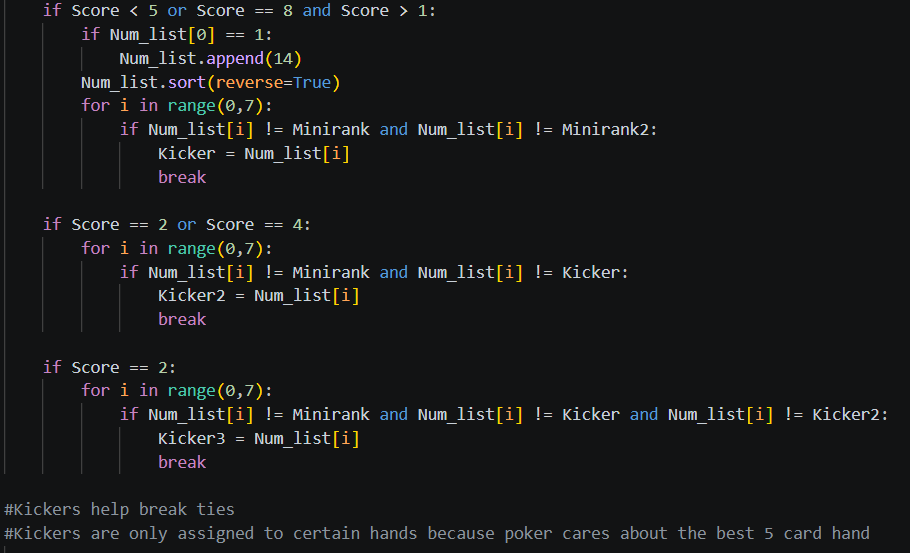 if Score < 5 or Score == 8 and Score > 1:
if Num_list[0] == 1:
Num_list.append(14)
Num_list.sort(reverse=True)
for i in range(0,7):
if Num_list[i] != Minirank and Num_list[i] != Minirank2:
Kicker = Num_list[i]
break
if Score == 2 or Score == 4:
for i in range(0,7):
if Num_list[i] != Minirank and Num_list[i] != Kicker:
Kicker2 = Num_list[i]
break
if Score == 2:
for i in range(0,7):
if Num_list[i] != Minirank and Num_list[i] != Kicker and Num_list[i] != Kicker2:
Kicker3 = Num_list[i]
break
#Kickers help break ties
#Kickers are only assigned to certain hands because poker cares about the best 5 card hand